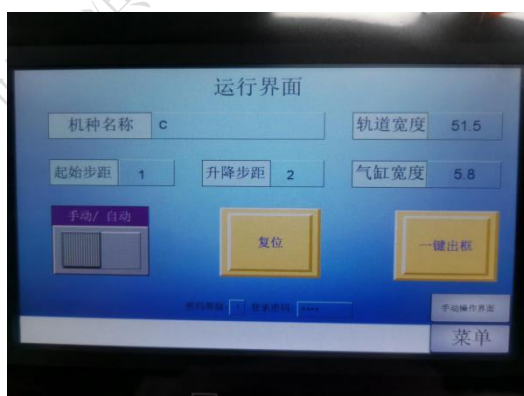 运行界面
机种名称 C 轨道宽度 51.5
起始步距 1 升降步距 2 气缸宽度 5.8
手动/ 自动
复位
一键出框
登录密码 ****
手动操作界面
菜单